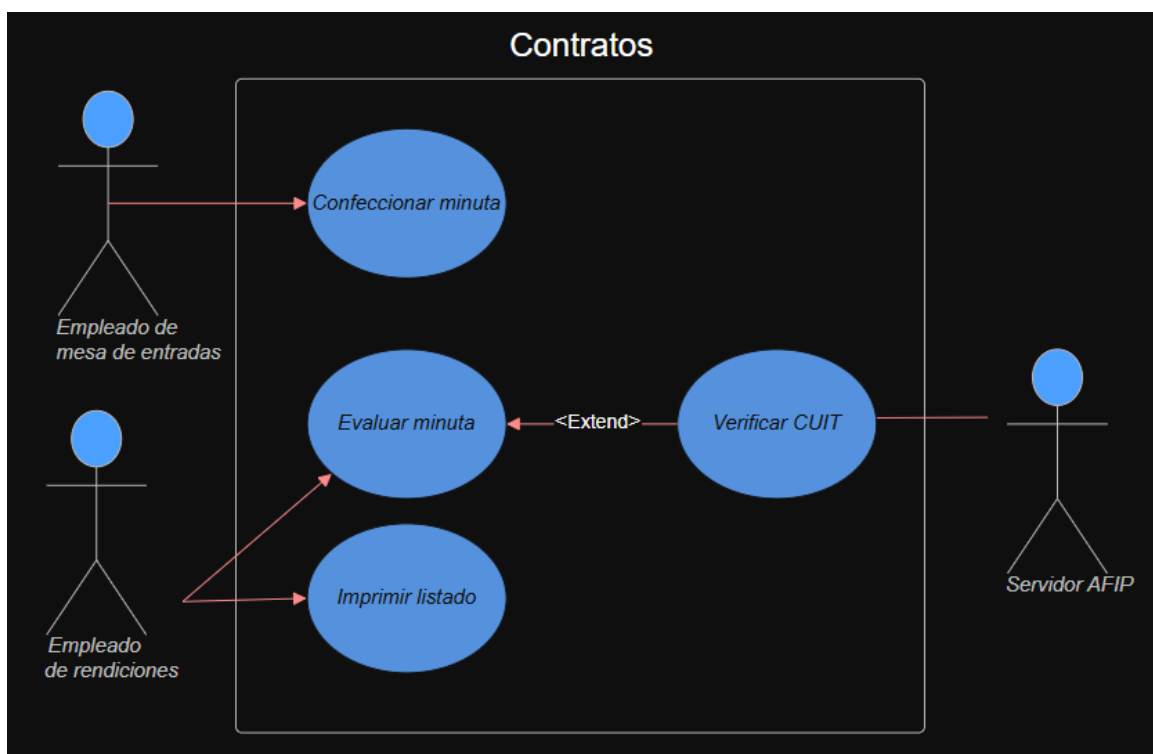 Contratos
Confeccionar minuta
Empleado de
mesa de entradas
Evaluar minuta
<Extend>
Verificar CUIT
Imprimir listado
Servidor AFIP
Empleado
de rendiciones